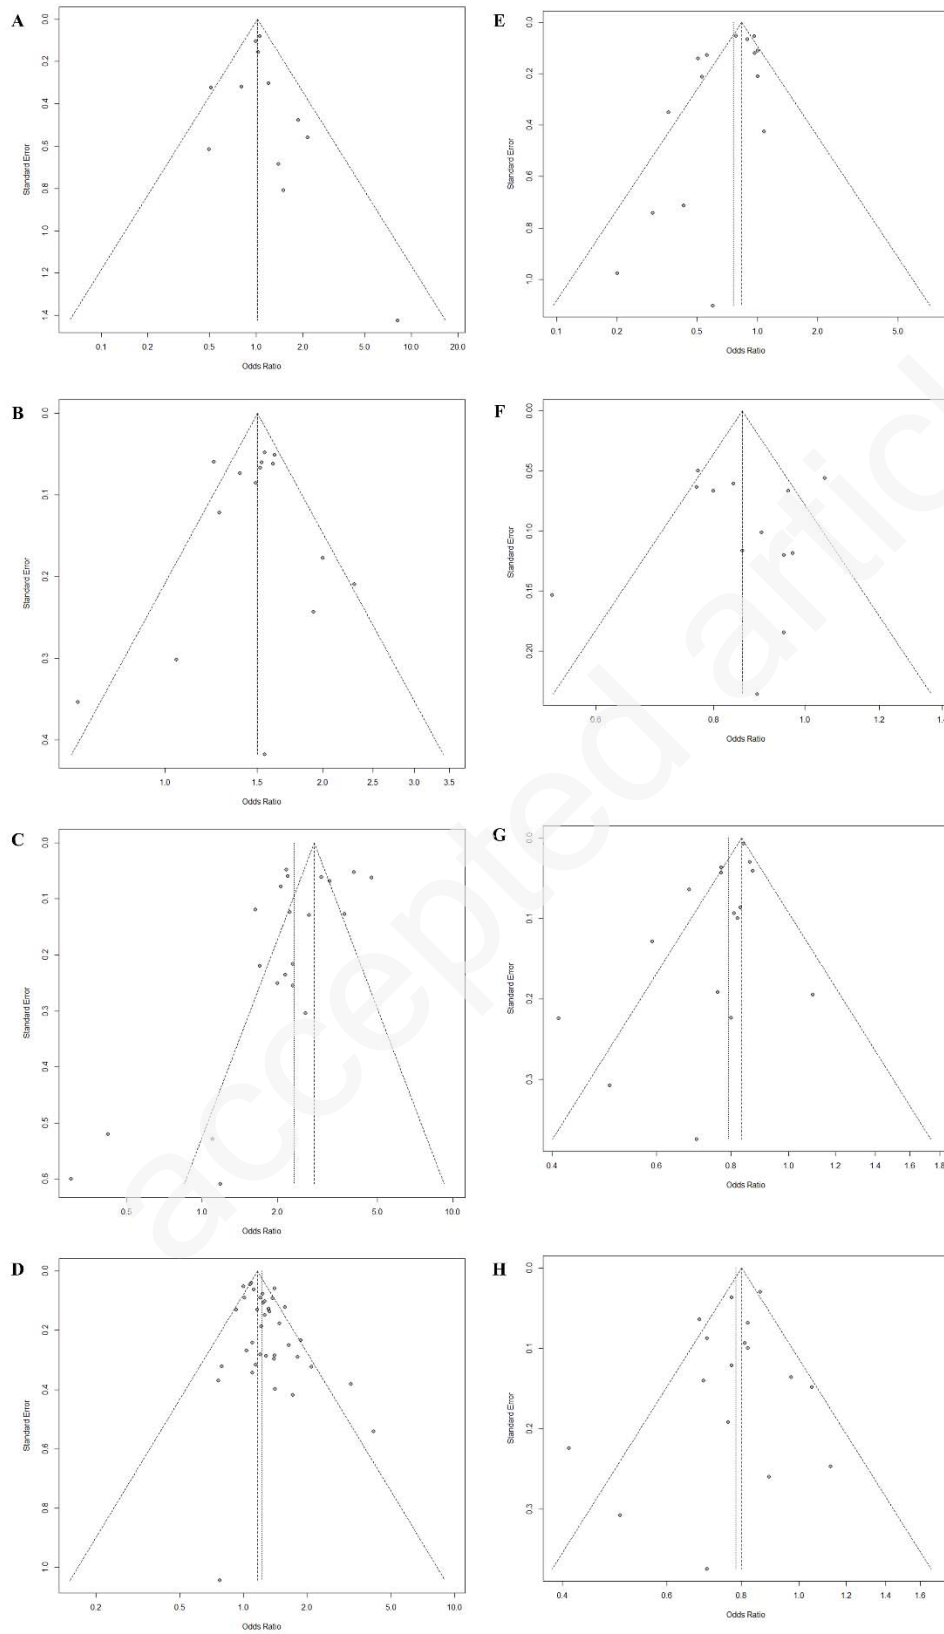 A
0.0
0.2
0.4
0.6
0.8
1.0
1.2
1.4
Standard Error
0.1 0.2 0.5 1.0 2.0 5.0 10.0 20.0
Odds Ratio
E
0.0
0.2
0.4
0.6
0.8
1.0
Standard Error
0.1 0.2 0.5 1.0 2.0 5.0
Odds Ratio
B
0.0
0.1
0.2
0.3
0.4
Standard Error
1.0 1.5 2.0 2.5 3.0 3.5
Odds Ratio
F
0.00
0.05
0.10
0.15
0.20
Standard Error
0.6 0.8 1.0 1.2 1.4
Odds Ratio
C
0.0
0.1
0.2
0.3
0.4
0.5
0.6
Standard Error
0.5 1.0 2.0 5.0 10.0
Odds Ratio
G
0.0
0.1
0.2
0.3
Standard Error
0.4 0.6 0.8 1.0 1.2 1.4 1.6 1.8
Odds Ratio
D
0.0
0.2
0.4
0.6
0.8
1.0
Standard Error
0.2 0.5 1.0 2.0 5.0 10.0
Odds Ratio
H
0.0
0.1
0.2
0.3
Standard Error
0.4 0.6 0.8 1.0 1.2 1.4 1.6
Odds Ratio
accepted articl